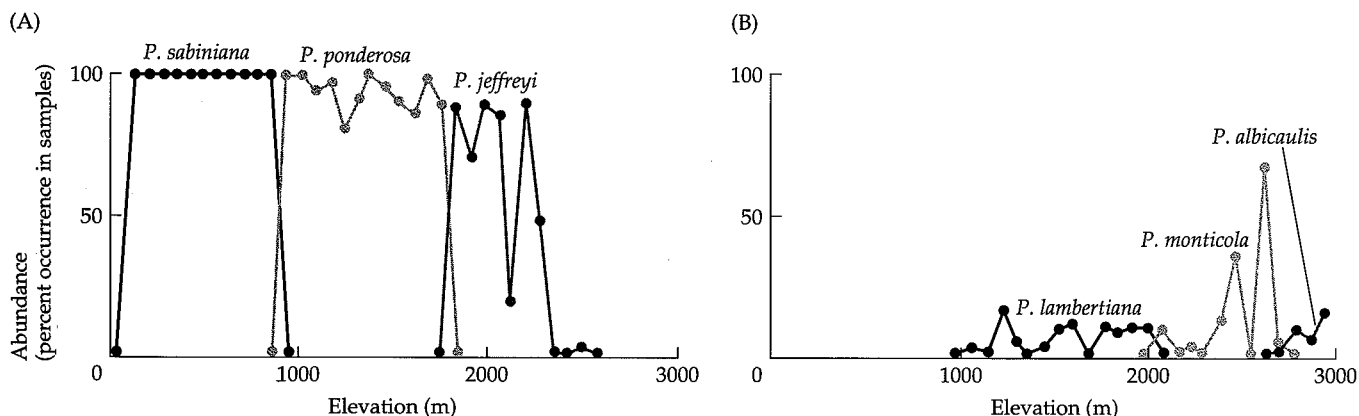 (A)
P. sabiniana
P. ponderosa
P. jeffreyi
100
50
0
1000
2000
3000
Elevation (m)
Abundance
(percent occurrence in samples)
(B)
100
P. albicaulis
50
P. monticola
P. lambertiana
0
1000
2000
3000
Elevation (m)